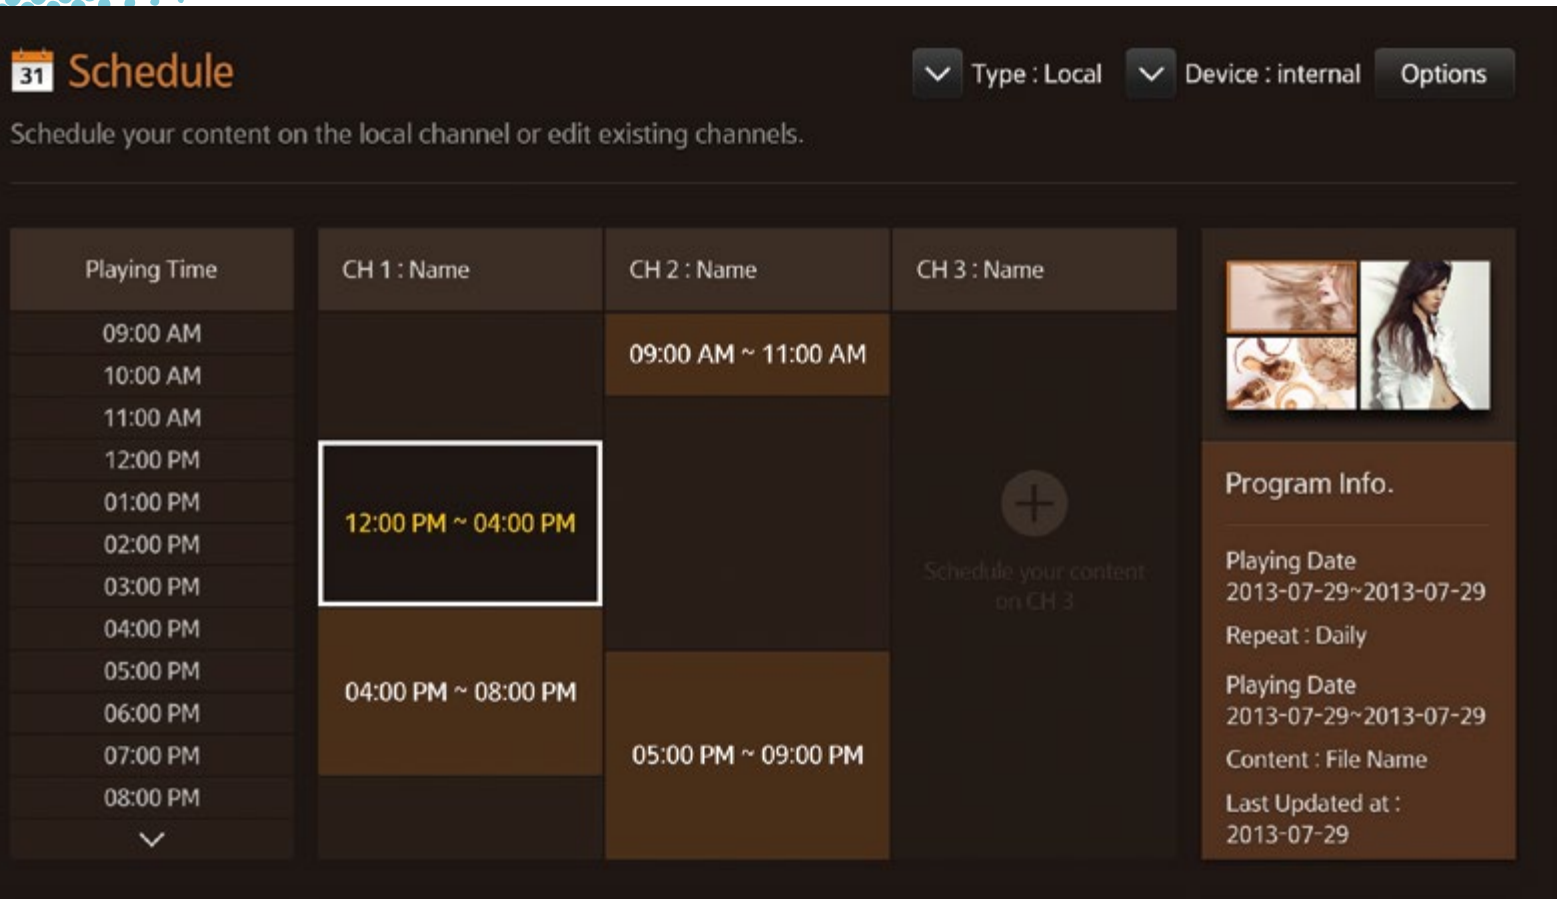 31 Schedule
Type : Local
Device : internal
Options
Schedule your content on the local channel or edit existing channels.
Playing Time
CH 1 : Name
CH 2 : Name
CH 3 : Name
09:00 AM
10:00 AM
11:00 AM
12:00 PM
01:00 PM
02:00 PM
03:00 PM
04:00 PM
05:00 PM
06:00 PM
07:00 PM
08:00 PM
12:00 PM ~ 04:00 PM
04:00 PM ~ 08:00 PM
09:00 AM ~ 11:00 AM
05:00 PM ~ 09:00 PM
Schedule your content
on CH 3
Program Info.
Playing Date
2013-07-29~2013-07-29
Repeat : Daily
Playing Date
2013-07-29~2013-07-29
Content : File Name
Last Updated at :
2013-07-29